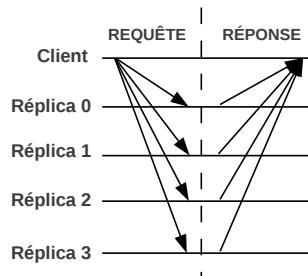 REQUÊTE RÉPONSE
Client
Réplica 0
Réplica 1
Réplica 2
Réplica 3